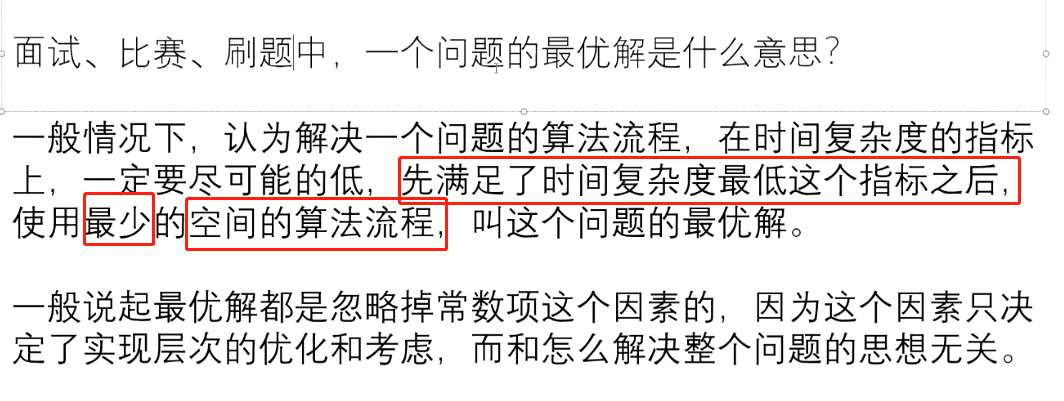 面试、比赛、刷题中，一个问题的最优解是什么意思？
一般情况下，认为解决一个问题的算法流程，在时间复杂度的指标
上，一定要尽可能的低，先满足了时间复杂度最低这个指标之后，
使用最少的空间的算法流程，叫这个问题的最优解。
一般说起最优解都是忽略掉常数项这个因素的，因为这个因素只决
定了实现层次的优化和考虑，而和怎么解决整个问题的思想无关。